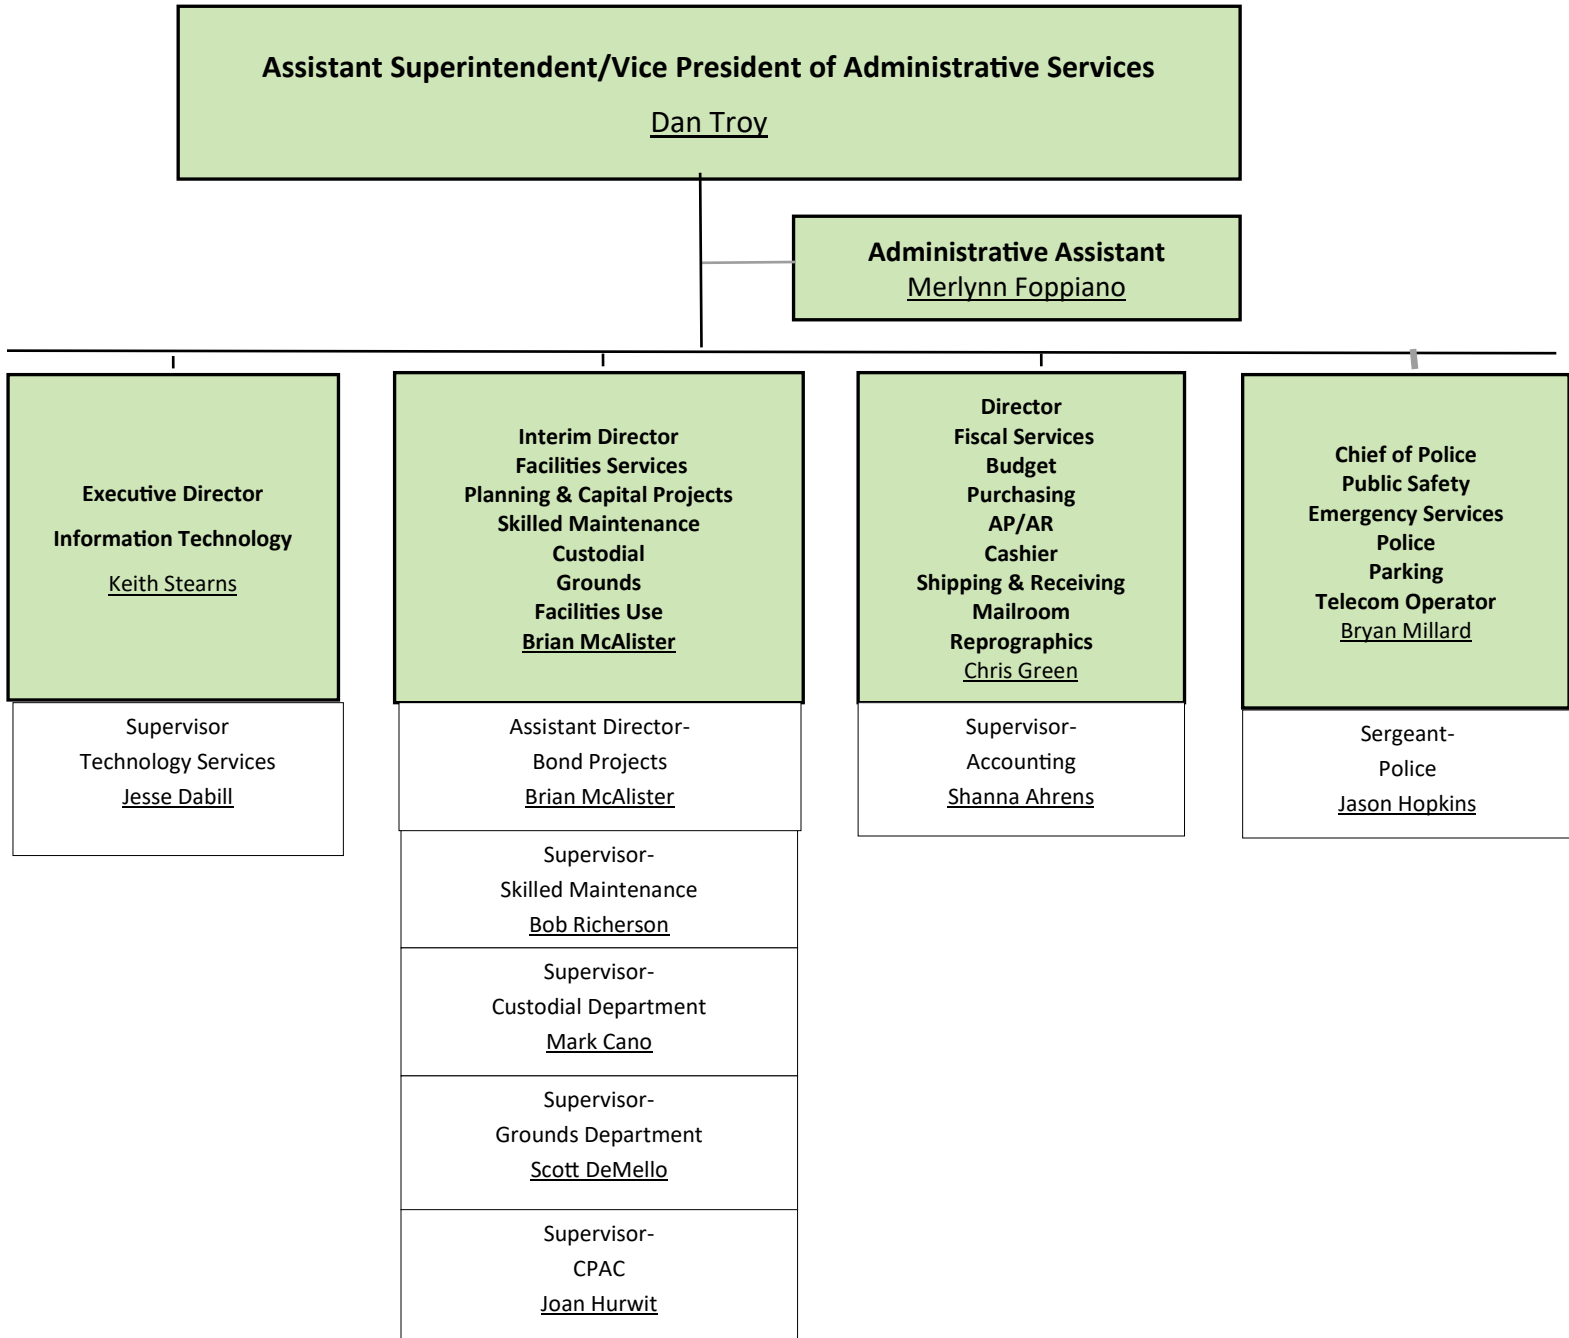 Assistant Superintendent/Vice President of Administrative Services
Dan Troy
Administrative Assistant
Merlynn Foppiano
Executive Director
Information Technology
Keith Stearns
Supervisor
Technology Services
Jesse Dabill
Interim Director
Facilities Services
Planning & Capital Projects
Skilled Maintenance
Custodial
Grounds
Facilities Use
Brian McAlister
Assistant Director-
Bond Projects
Brian McAlister
Supervisor-
Skilled Maintenance
Bob Richerson
Supervisor-
Custodial Department
Mark Cano
Supervisor-
Grounds Department
Scott DeMello
Supervisor-
CPAC
Joan Hurwit
Director
Fiscal Services
Budget
Purchasing
AP/AR
Cashier
Shipping & Receiving
Mailroom
Reprographics
Chris Green
Supervisor-
Accounting
Shanna Ahrens
Chief of Police
Public Safety
Emergency Services
Police
Parking
Telecom Operator
Bryan Millard
Sergeant-
Police
Jason Hopkins